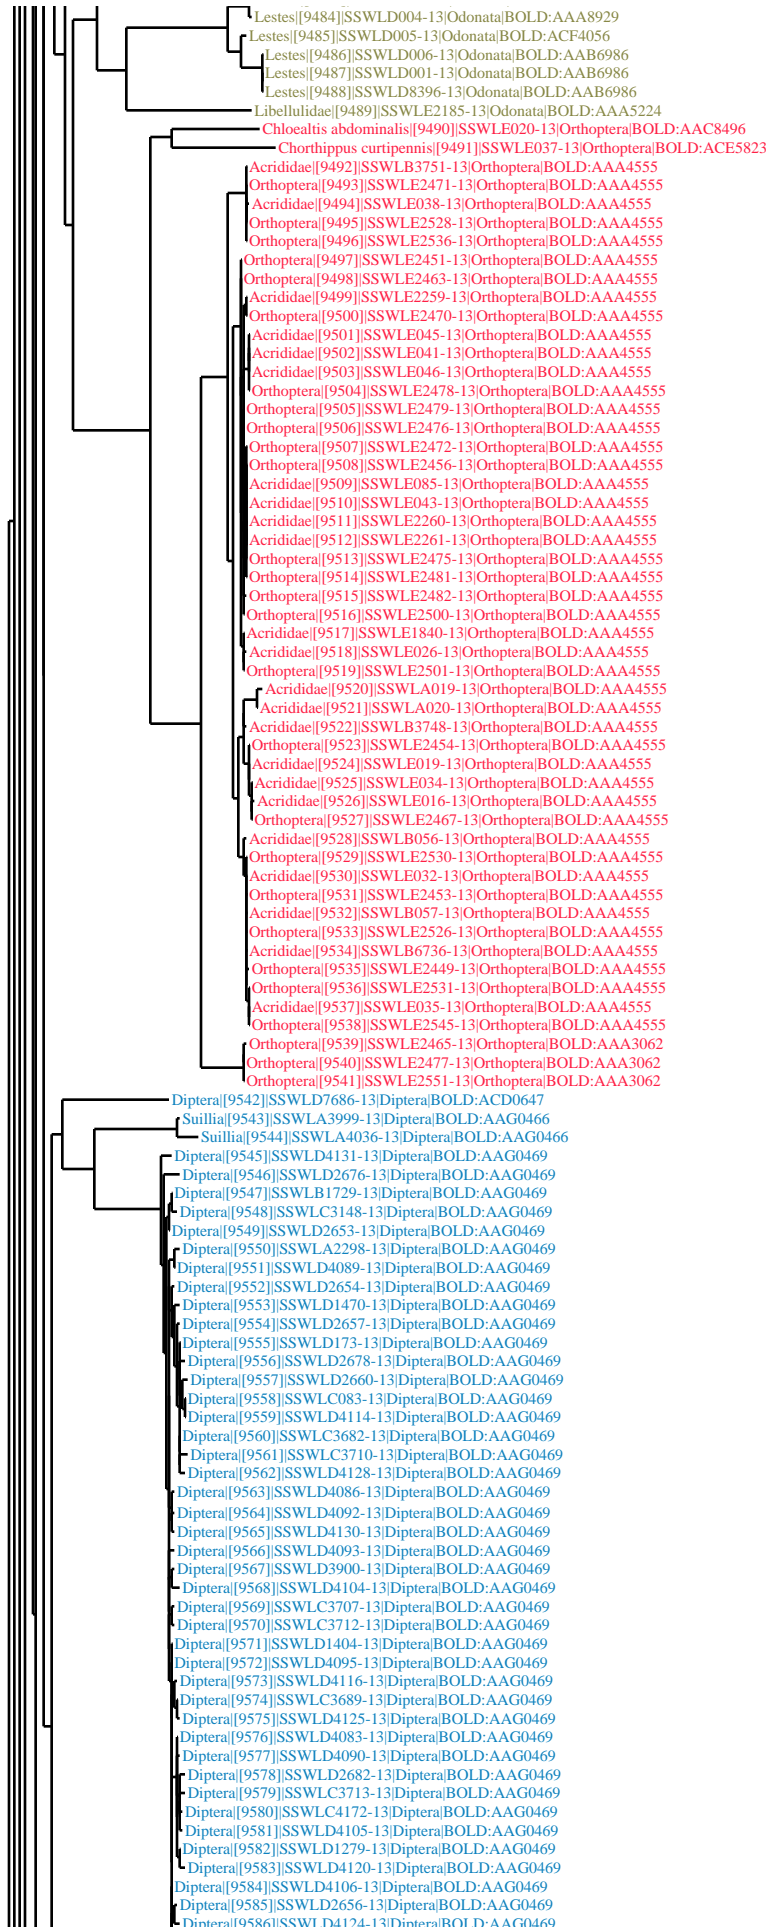 Lestes|[9484]|SSWLD004-13|Odonata|BOLD:AAA8929
Lestes|[9485]|SSWLD005-13|Odonata|BOLD:ACF4056
Lestes|[9486]|SSWLD006-13|Odonata|BOLD:AAB6986
Lestes|[9487]|SSWLD001-13|Odonata|BOLD:AAB6986
Lestes|[9488]|SSWLD8396-13|Odonata|BOLD:AAB6986
Libellulidae|[9489]|SSWLE2185-13|Odonata|BOLD:AAA5224
Chloealtis abdominalis|[9490]|SSWLE020-13|Orthoptera|BOLD:AAC8496
Chorthippus curtipennis|[9491]|SSWLE037-13|Orthoptera|BOLD:ACE5823
Acrididae|[9492]|SSWLB3751-13|Orthoptera|BOLD:AAA4555
Orthoptera|[9493]|SSWLE2471-13|Orthoptera|BOLD:AAA4555
Acrididae|[9494]|SSWLE038-13|Orthoptera|BOLD:AAA4555
Orthoptera|[9495]|SSWLE2528-13|Orthoptera|BOLD:AAA4555
Orthoptera|[9496]|SSWLE2536-13|Orthoptera|BOLD:AAA4555
Orthoptera|[9497]|SSWLE2451-13|Orthoptera|BOLD:AAA4555
Orthoptera|[9498]|SSWLE2463-13|Orthoptera|BOLD:AAA4555
Acrididae|[9499]|SSWLE2259-13|Orthoptera|BOLD:AAA4555
Orthoptera|[9500]|SSWLE2470-13|Orthoptera|BOLD:AAA4555
Acrididae|[9501]|SSWLE045-13|Orthoptera|BOLD:AAA4555
Acrididae|[9502]|SSWLE041-13|Orthoptera|BOLD:AAA4555
Acrididae|[9503]|SSWLE046-13|Orthoptera|BOLD:AAA4555
Orthoptera|[9504]|SSWLE2478-13|Orthoptera|BOLD:AAA4555
Orthoptera|[9505]|SSWLE2479-13|Orthoptera|BOLD:AAA4555
Orthoptera|[9506]|SSWLE2476-13|Orthoptera|BOLD:AAA4555
Orthoptera|[9507]|SSWLE2472-13|Orthoptera|BOLD:AAA4555
Orthoptera|[9508]|SSWLE2456-13|Orthoptera|BOLD:AAA4555
Acrididae|[9509]|SSWLE085-13|Orthoptera|BOLD:AAA4555
Acrididae|[9510]|SSWLE043-13|Orthoptera|BOLD:AAA4555
Acrididae|[9511]|SSWLE2260-13|Orthoptera|BOLD:AAA4555
Acrididae|[9512]|SSWLE2261-13|Orthoptera|BOLD:AAA4555
Orthoptera|[9513]|SSWLE2475-13|Orthoptera|BOLD:AAA4555
Orthoptera|[9514]|SSWLE2481-13|Orthoptera|BOLD:AAA4555
Orthoptera|[9515]|SSWLE2482-13|Orthoptera|BOLD:AAA4555
Orthoptera|[9516]|SSWLE2500-13|Orthoptera|BOLD:AAA4555
Acrididae|[9517]|SSWLE1840-13|Orthoptera|BOLD:AAA4555
Acrididae|[9518]|SSWLE026-13|Orthoptera|BOLD:AAA4555
Orthoptera|[9519]|SSWLE2501-13|Orthoptera|BOLD:AAA4555
Acrididae|[9520]|SSWLA019-13|Orthoptera|BOLD:AAA4555
Acrididae|[9521]|SSWLA020-13|Orthoptera|BOLD:AAA4555
Acrididae|[9522]|SSWLB3748-13|Orthoptera|BOLD:AAA4555
Orthoptera|[9523]|SSWLE2454-13|Orthoptera|BOLD:AAA4555
Acrididae|[9524]|SSWLE019-13|Orthoptera|BOLD:AAA4555
Acrididae|[9525]|SSWLE034-13|Orthoptera|BOLD:AAA4555
Acrididae|[9526]|SSWLE016-13|Orthoptera|BOLD:AAA4555
Orthoptera|[9527]|SSWLE2467-13|Orthoptera|BOLD:AAA4555
Acrididae|[9528]|SSWLB056-13|Orthoptera|BOLD:AAA4555
Orthoptera|[9529]|SSWLE2530-13|Orthoptera|BOLD:AAA4555
Acrididae|[9530]|SSWLE032-13|Orthoptera|BOLD:AAA4555
Orthoptera|[9531]|SSWLE2453-13|Orthoptera|BOLD:AAA4555
Acrididae|[9532]|SSWLB057-13|Orthoptera|BOLD:AAA4555
Orthoptera|[9533]|SSWLE2526-13|Orthoptera|BOLD:AAA4555
Acrididae|[9534]|SSWLB6736-13|Orthoptera|BOLD:AAA4555
Orthoptera|[9535]|SSWLE2449-13|Orthoptera|BOLD:AAA4555
Orthoptera|[9536]|SSWLE2531-13|Orthoptera|BOLD:AAA4555
Acrididae|[9537]|SSWLE035-13|Orthoptera|BOLD:AAA4555
Orthoptera|[9538]|SSWLE2545-13|Orthoptera|BOLD:AAA4555
Orthoptera|[9539]|SSWLE2465-13|Orthoptera|BOLD:AAA3062
Orthoptera|[9540]|SSWLE2477-13|Orthoptera|BOLD:AAA3062
Orthoptera|[9541]|SSWLE2551-13|Orthoptera|BOLD:AAA3062
Diptera|[9542]|SSWLD7686-13|Diptera|BOLD:ACD0647
Suillia|[9543]|SSWLA3999-13|Diptera|BOLD:AAG0466
Suillia|[9544]|SSWLA4036-13|Diptera|BOLD:AAG0466
Diptera|[9545]|SSWLD4131-13|Diptera|BOLD:AAG0469
Diptera|[9546]|SSWLD2676-13|Diptera|BOLD:AAG0469
Diptera|[9547]|SSWLB1729-13|Diptera|BOLD:AAG0469
Diptera|[9548]|SSWLC3148-13|Diptera|BOLD:AAG0469
Diptera|[9549]|SSWLD2653-13|Diptera|BOLD:AAG0469
Diptera|[9550]|SSWLA2298-13|Diptera|BOLD:AAG0469
Diptera|[9551]|SSWLD4089-13|Diptera|BOLD:AAG0469
Diptera|[9552]|SSWLD2654-13|Diptera|BOLD:AAG0469
Diptera|[9553]|SSWLD1470-13|Diptera|BOLD:AAG0469
Diptera|[9554]|SSWLD2657-13|Diptera|BOLD:AAG0469
Diptera|[9555]|SSWLD173-13|Diptera|BOLD:AAG0469
Diptera|[9556]|SSWLD2678-13|Diptera|BOLD:AAG0469
Diptera|[9557]|SSWLD2660-13|Diptera|BOLD:AAG0469
Diptera|[9558]|SSWLC083-13|Diptera|BOLD:AAG0469
Diptera|[9559]|SSWLD4114-13|Diptera|BOLD:AAG0469
Diptera|[9560]|SSWLC3682-13|Diptera|BOLD:AAG0469
Diptera|[9561]|SSWLC3710-13|Diptera|BOLD:AAG0469
Diptera|[9562]|SSWLD4128-13|Diptera|BOLD:AAG0469
Diptera|[9563]|SSWLD4086-13|Diptera|BOLD:AAG0469
Diptera|[9564]|SSWLD4092-13|Diptera|BOLD:AAG0469
Diptera|[9565]|SSWLD4130-13|Diptera|BOLD:AAG0469
Diptera|[9566]|SSWLD4093-13|Diptera|BOLD:AAG0469
Diptera|[9567]|SSWLD3900-13|Diptera|BOLD:AAG0469
Diptera|[9568]|SSWLD4104-13|Diptera|BOLD:AAG0469
Diptera|[9569]|SSWLC3707-13|Diptera|BOLD:AAG0469
Diptera|[9570]|SSWLC3712-13|Diptera|BOLD:AAG0469
Diptera|[9571]|SSWLD1404-13|Diptera|BOLD:AAG0469
Diptera|[9572]|SSWLD4095-13|Diptera|BOLD:AAG0469
Diptera|[9573]|SSWLD4116-13|Diptera|BOLD:AAG0469
Diptera|[9574]|SSWLC3689-13|Diptera|BOLD:AAG0469
Diptera|[9575]|SSWLD4125-13|Diptera|BOLD:AAG0469
Diptera|[9576]|SSWLD4083-13|Diptera|BOLD:AAG0469
Diptera|[9577]|SSWLD4090-13|Diptera|BOLD:AAG0469
Diptera|[9578]|SSWLD2682-13|Diptera|BOLD:AAG0469
Diptera|[9579]|SSWLC3713-13|Diptera|BOLD:AAG0469
Diptera|[9580]|SSWLC4172-13|Diptera|BOLD:AAG0469
Diptera|[9581]|SSWLD4105-13|Diptera|BOLD:AAG0469
Diptera|[9582]|SSWLD1279-13|Diptera|BOLD:AAG0469
Diptera|[9583]|SSWLD4120-13|Diptera|BOLD:AAG0469
Diptera|[9584]|SSWLD4106-13|Diptera|BOLD:AAG0469
Diptera|[9585]|SSWLD2656-13|Diptera|BOLD:AAG0469
Diptera|[9586]|SSWLD4124-13|Diptera|BOLD:AAG0469